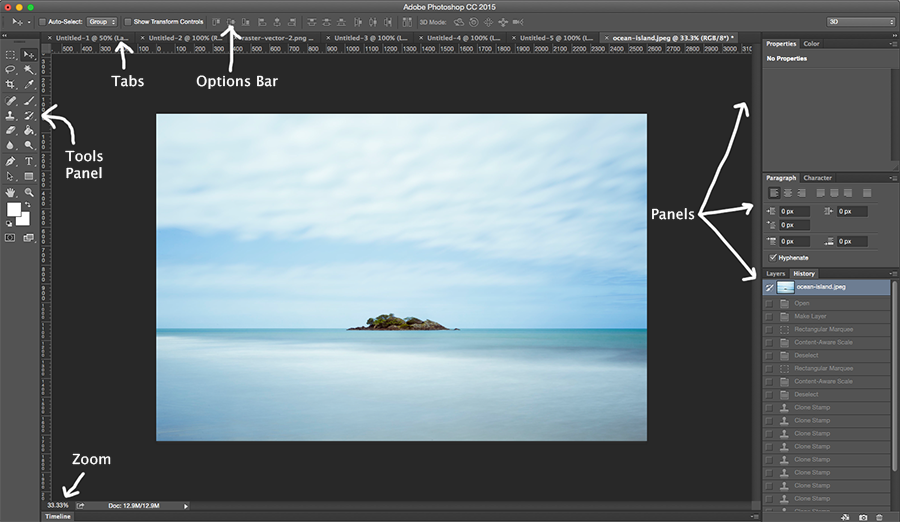 Adobe Photoshop CC 2015
Auto-Select: Group Show Transform Controls 3D Mode: 3D
Untitled-1 @ 50% (La... Untitled-2 @ 100% (R... raster-vector-2.png ... Untitled-3 @ 100% (L... Untitled-4 @ 100% (L... Untitled-5 @ 100% (L... ocean-island.jpeg @ 33.3% (RGB/8*) *
Tabs
Options Bar
Tools
Panel
Panels
Zoom
33.33% Doc: 12.9M/12.9M
Timeline
Properties Color
No Properties
Paragraph Character
0 px 0 px
0 px
0 px 0 px
Hyphenate
Layers History
ocean-island.jpeg
Open
Make Layer
Rectangular Marquee
Content-Aware Scale
Deselect
Rectangular Marquee
Content-Aware Scale
Deselect
Clone Stamp
Clone Stamp
Clone Stamp
Clone Stamp
Clone Stamp
Clone Stamp
Clone Stamp
Clone Stamp
Clone Stamp